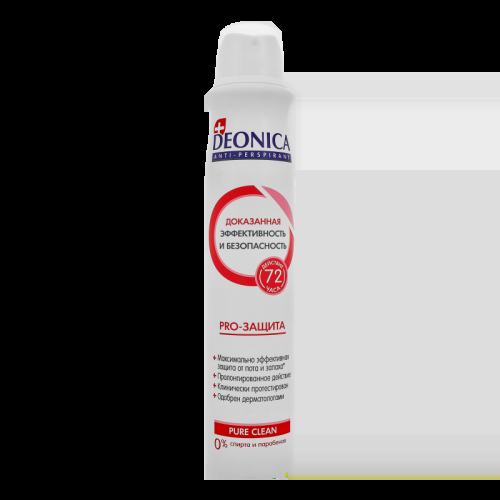 DEONICA
ANTI-PERSPIRANT
ДОКАЗАННАЯ
ЭФФЕКТИВНОСТЬ
И БЕЗОПАСНОСТЬ
ДЕЙСТВИЕ
72
ЧАСА
PRO-ЗАЩИТА
+ Максимально эффективная
защита от пота и запаха*
+ Пролонгированное действие
+ Клинически протестирован
+ Одобрен дерматологами
PURE CLEAN
0% спирта и парабенов